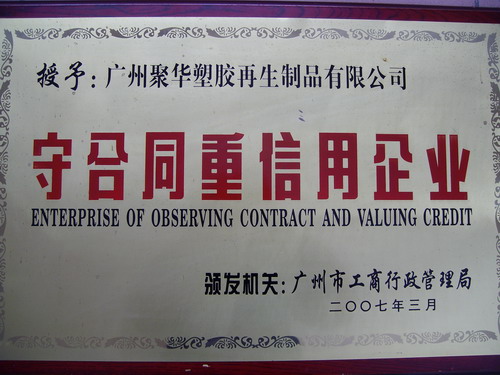 授予：广州聚华塑胶再生制品有限公司
守合同重信用企业
ENTERPRISE OF OBSERVING CONTRACT AND VALUING CREDIT
颁发机关：广州市工商行政管理局
二〇〇七年三月